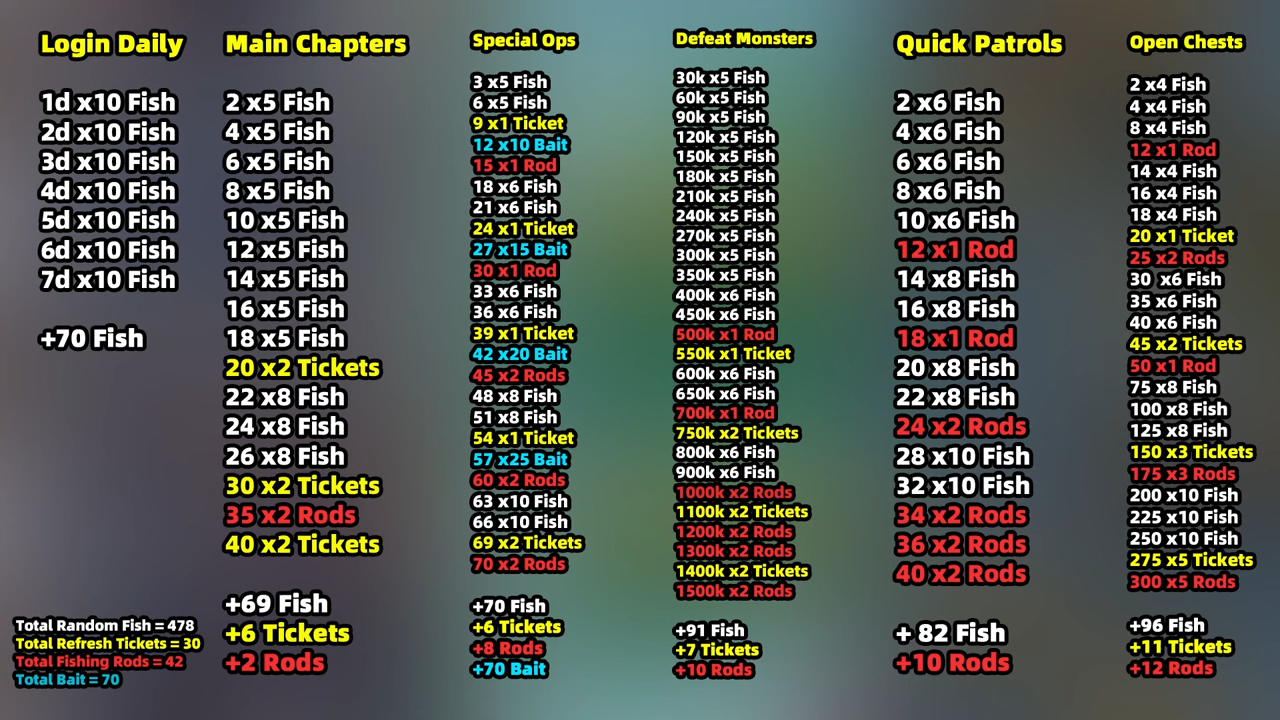 Login Daily
1d x10 Fish
2d x10 Fish
3d x10 Fish
4d x10 Fish
5d x10 Fish
6d x10 Fish
7d x10 Fish
+70 Fish
Total Random Fish = 478
Total Refresh Tickets = 30
Total Fishing Rods = 42
Total Bait = 70
Main Chapters
2 x5 Fish
4 x5 Fish
6 x5 Fish
8 x5 Fish
10 x5 Fish
12 x5 Fish
14 x5 Fish
16 x5 Fish
18 x5 Fish
20 x2 Tickets
22 x8 Fish
24 x8 Fish
26 x8 Fish
30 x2 Tickets
35 x2 Rods
40 x2 Tickets
+69 Fish
+6 Tickets
+2 Rods
Special Ops
3 x5 Fish
6 x5 Fish
9 x1 Ticket
12 x10 Bait
15 x1 Rod
18 x6 Fish
21 x6 Fish
24 x1 Ticket
27 x15 Bait
30 x1 Rod
33 x6 Fish
36 x6 Fish
39 x1 Ticket
42 x20 Bait
45 x2 Rods
48 x8 Fish
51 x8 Fish
54 x1 Ticket
57 x25 Bait
60 x2 Rods
63 x10 Fish
66 x10 Fish
69 x2 Tickets
70 x2 Rods
+70 Fish
+6 Tickets
+8 Rods
+70 Bait
Defeat Monsters
30k x5 Fish
60k x5 Fish
90k x5 Fish
120k x5 Fish
150k x5 Fish
180k x5 Fish
210k x5 Fish
240k x5 Fish
270k x5 Fish
300k x5 Fish
350k x5 Fish
400k x6 Fish
450k x6 Fish
500k x1 Rod
550k x1 Ticket
600k x6 Fish
650k x6 Fish
700k x1 Rod
750k x2 Tickets
800k x6 Fish
900k x6 Fish
1000k x2 Rods
1100k x2 Tickets
1200k x2 Rods
1300k x2 Rods
1400k x2 Tickets
1500k x2 Rods
+91 Fish
+7 Tickets
+10 Rods
Quick Patrols
2 x6 Fish
4 x6 Fish
6 x6 Fish
8 x6 Fish
10 x6 Fish
12 x1 Rod
14 x8 Fish
16 x8 Fish
18 x1 Rod
20 x8 Fish
22 x8 Fish
24 x2 Rods
28 x10 Fish
32 x10 Fish
34 x2 Rods
36 x2 Rods
40 x2 Rods
+ 82 Fish
+10 Rods
Open Chests
2 x4 Fish
4 x4 Fish
8 x4 Fish
12 x1 Rod
14 x4 Fish
16 x4 Fish
18 x4 Fish
20 x1 Ticket
25 x2 Rods
30  x6 Fish
35 x6 Fish
40 x6 Fish
45 x2 Tickets
50 x1 Rod
75 x8 Fish
100 x8 Fish
125 x8 Fish
150 x3 Tickets
175 x3 Rods
200 x10 Fish
225 x10 Fish
250 x10 Fish
275 x5 Tickets
300 x5 Rods
+96 Fish
+11 Tickets
+12 Rods